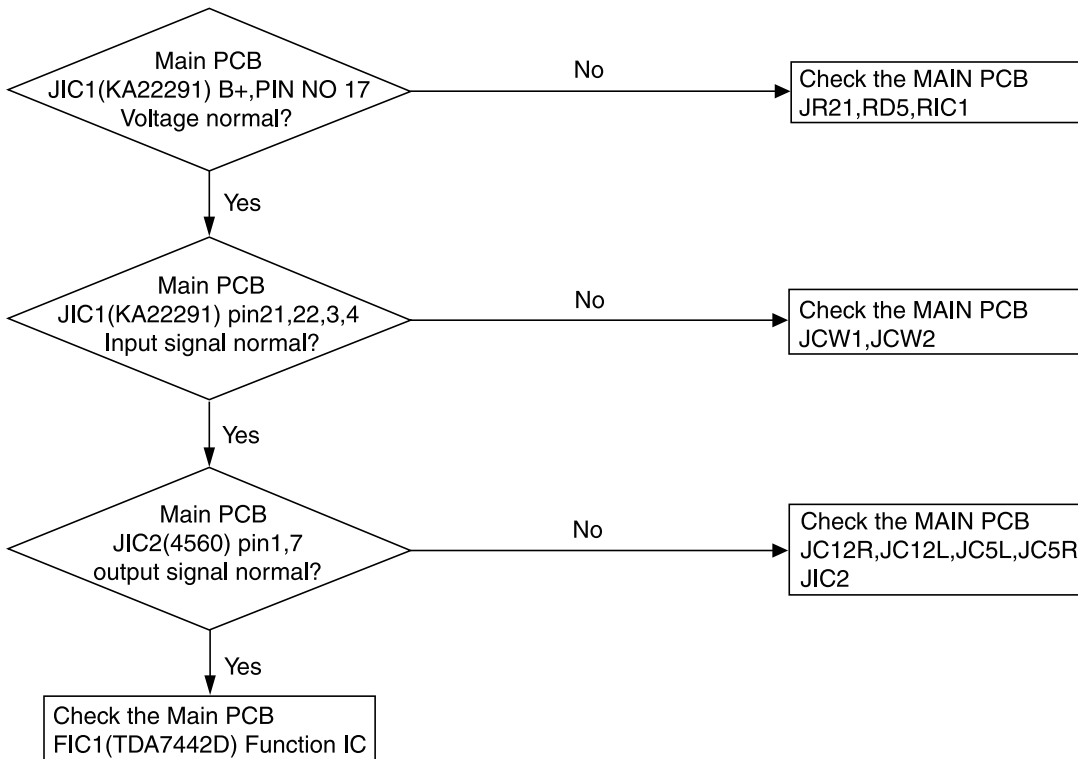 Main PCB
JIC1(KA22291) B+,PIN NO 17
Voltage normal?
No
Check the MAIN PCB
JR21,RD5,RIC1
Yes
Main PCB
JIC1(KA22291) pin21,22,3,4
Input signal normal?
No
Check the MAIN PCB
JCW1,JCW2
Yes
Main PCB
JIC2(4560) pin1,7
output signal normal?
No
Check the MAIN PCB
JC12R,JC12L,JC5L,JC5R
JIC2
Yes
Check the Main PCB
FIC1(TDA7442D) Function IC